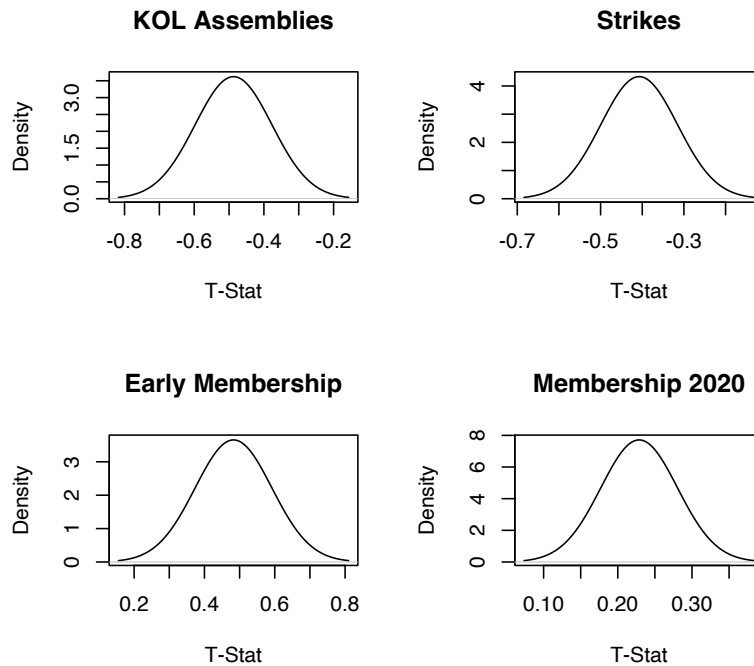 KOL Assemblies
Density
0.0 1.5 3.0
-0.8 -0.6 -0.4 -0.2
T-Stat
Strikes
Density
0 2 4
-0.7 -0.5 -0.3
T-Stat
Early Membership
Density
0 1 2 3
0.2 0.4 0.6 0.8
T-Stat
Membership 2020
Density
0 2 4 6 8
0.10 0.20 0.30
T-Stat